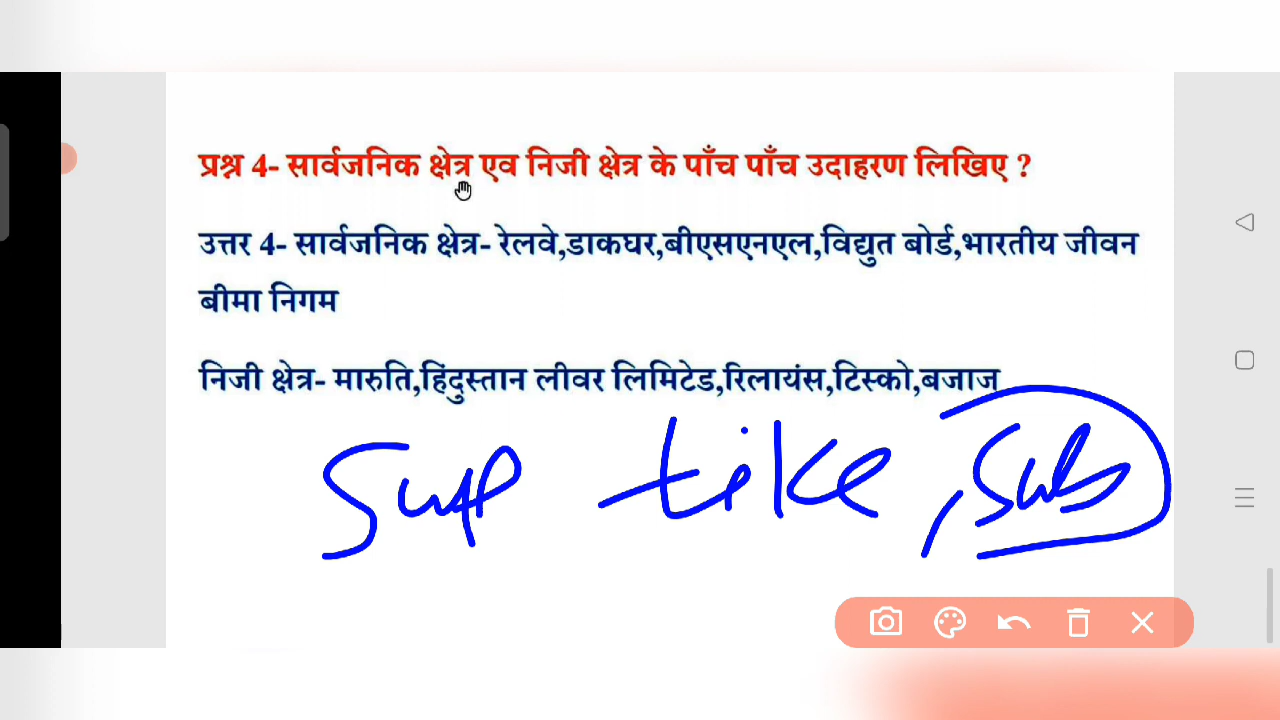 प्रश्न 4- सार्वजनिक क्षेत्र एव निजी क्षेत्र के पाँच पाँच उदाहरण लिखिए ?
उत्तर 4- सार्वजनिक क्षेत्र- रेलवे,डाकघर,बीएसएनएल,विद्युत बोर्ड,भारतीय जीवन
बीमा निगम
निजी क्षेत्र- मारुति,हिंदुस्तान लीवर लिमिटेड,रिलायंस,टिस्को,बजाज
Sup like, Sub